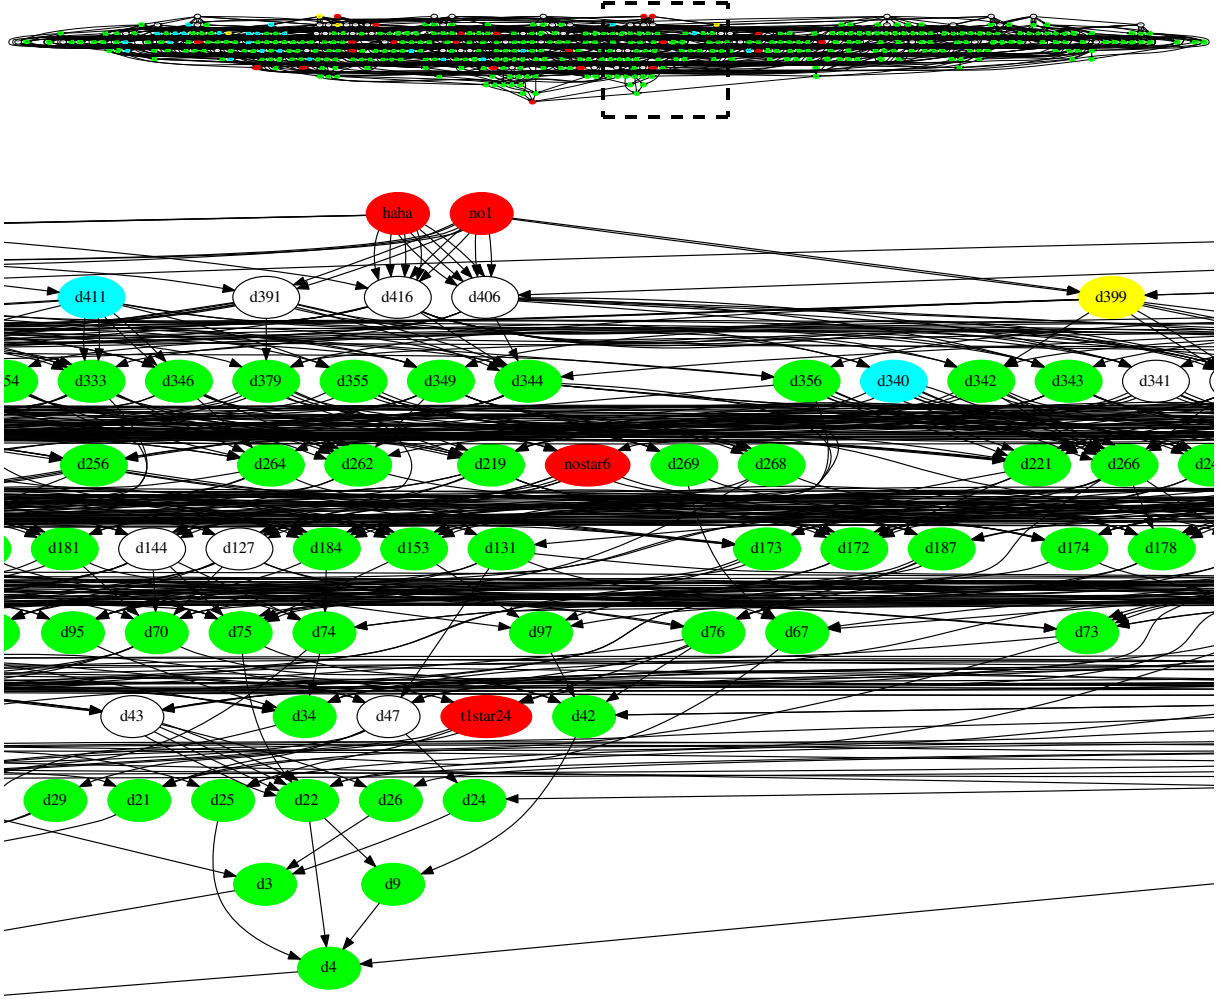 haha no1
d411 d391 d416 d406 d399
54 d333 d346 d379 d355 d349 d344 d356 d340 d342 d343 d341
d256 d264 d262 d219 nostar6 d269 d268 d221 d266 d24
d181 d144 d127 d184 d153 d131 d173 d172 d187 d174 d178
d95 d70 d75 d74 d97 d76 d67 d73
d43 d34 d47 t1star24 d42
d29 d21 d25 d22 d26 d24
d3 d9
d4